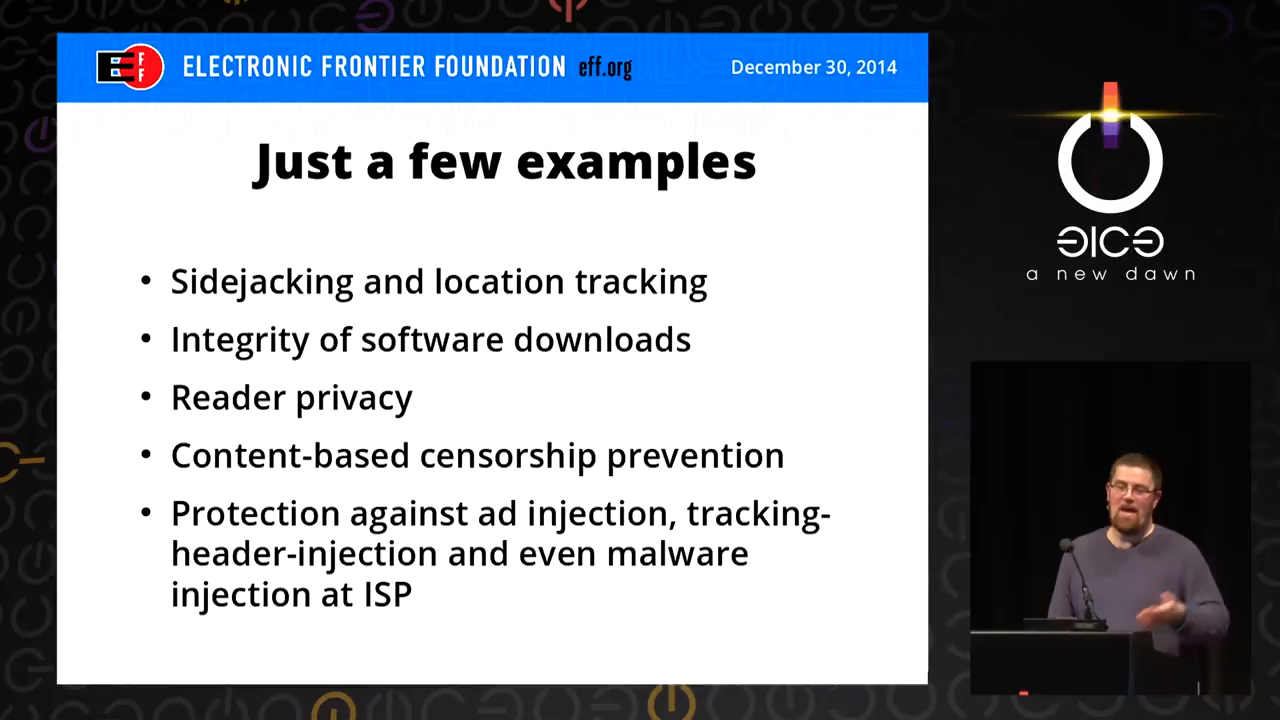 EFF
ELECTRONIC FRONTIER FOUNDATION eff.org
December 30, 2014
Just a few examples
• Sidejacking and location tracking
• Integrity of software downloads
• Reader privacy
• Content-based censorship prevention
• Protection against ad injection, tracking-
header-injection and even malware
injection at ISP
31C3
a new dawn